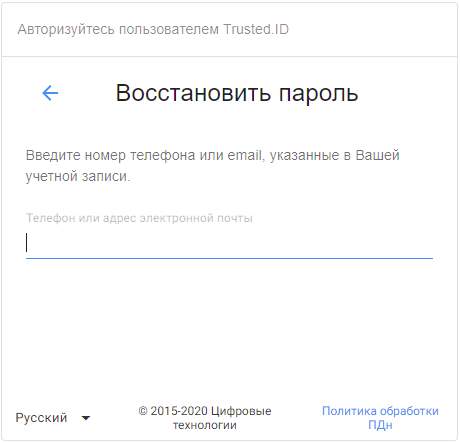 Авторизуйтесь пользователем Trusted.ID
Восстановить пароль
Введите номер телефона или email, указанные в Вашей
учетной записи.
Телефон или адрес электронной почты
Русский
© 2015-2020 Цифровые
технологии
Политика обработки
ПДн